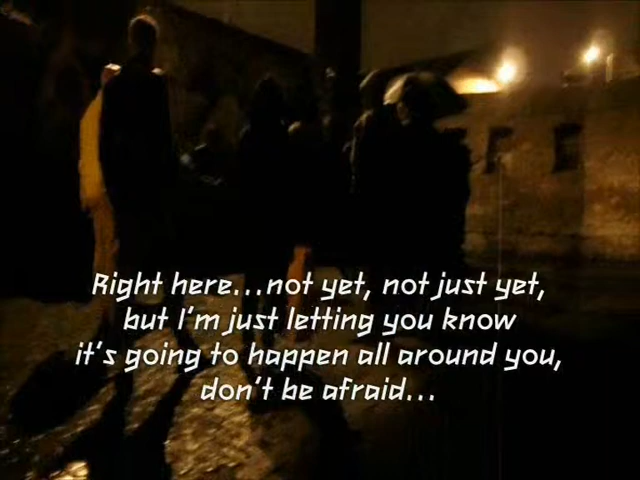 Right here...not yet, not just yet,
but I'm just letting you know
it's going to happen all around you,
don't be afraid...